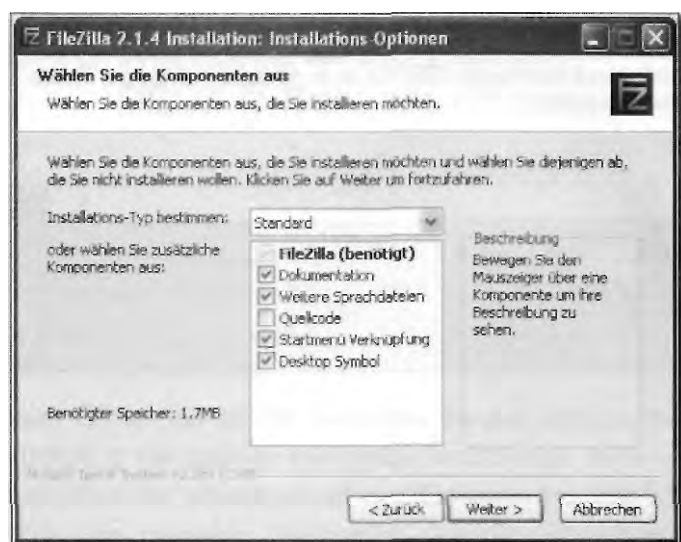 FileZilla 2.1.4 Installation: Installations-Optionen
Wählen Sie die Komponenten aus
Wählen Sie die Komponenten aus, die Sie installieren möchten.
Wählen Sie die Komponenten aus, die Sie installieren möchten und wählen Sie diejenigen ab,
die Sie nicht installieren wollen. Klicken Sie auf Weiter um fortzufahren.
Installations-Typ bestimmen:
Standard
oder wählen Sie zusätzliche
Komponenten aus:
FileZilla (benötigt)
Dokumentation
Weitere Sprachdateien
Quellcode
Startmenü Verknüpfung
Desktop Symbol
Beschreibung
Bewegen Sie den
Mauszeiger über eine
Komponente um ihre
Beschreibung zu
sehen.
Benötigter Speicher: 1.7MB
< Zurück
Weiter >
Abbrechen